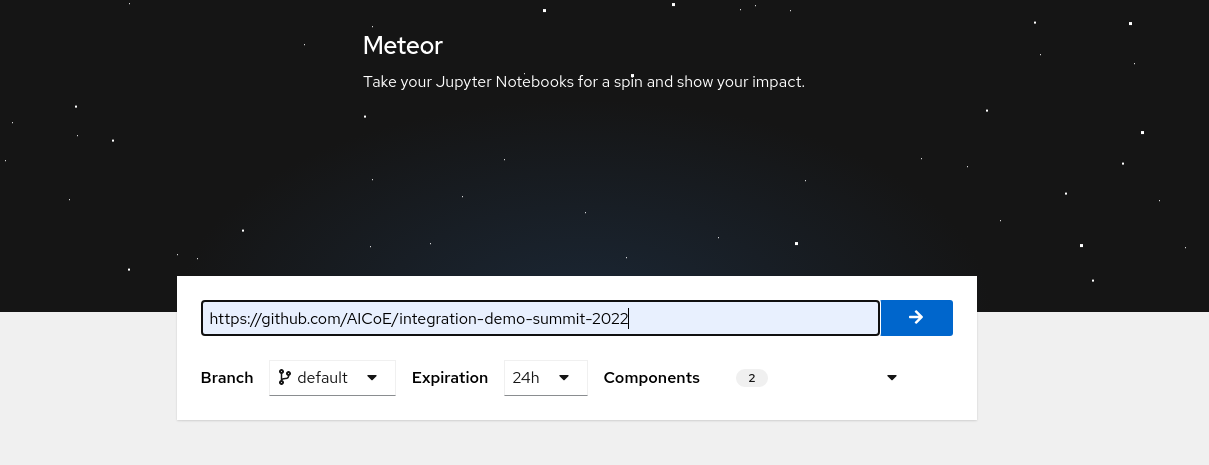 Meteor
Take your Jupyter Notebooks for a spin and show your impact.
https://github.com/AICoE/integration-demo-summit-2022
Branch default Expiration 24h Components 2